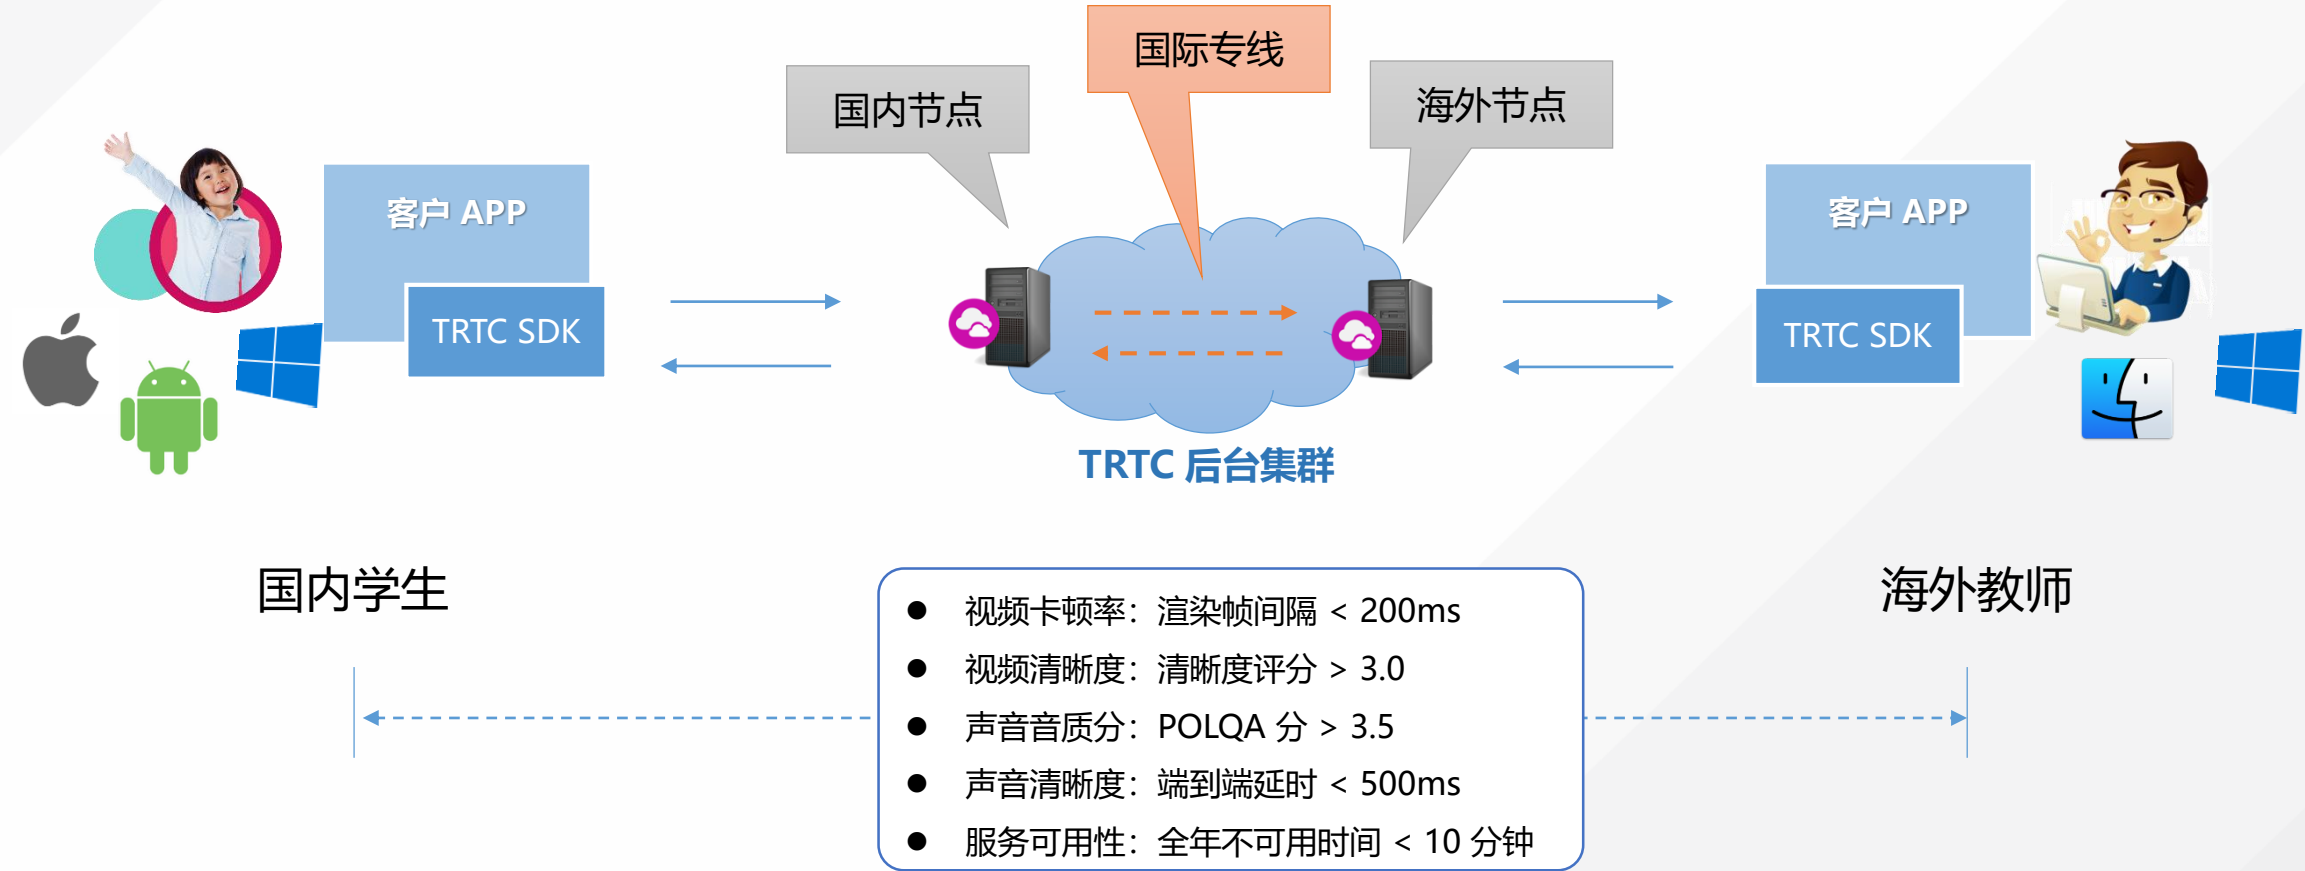 国际专线
国内节点
海外节点
客户 APP
TRTC SDK
客户 APP
TRTC SDK
TRTC 后台集群
国内学生
海外教师
● 视频卡顿率：渲染帧间隔 < 200ms
● 视频清晰度：清晰度评分 > 3.0
● 声音音质分：POLQA 分 > 3.5
● 声音清晰度：端到端延时 < 500ms
● 服务可用性：全年不可用时间 < 10 分钟